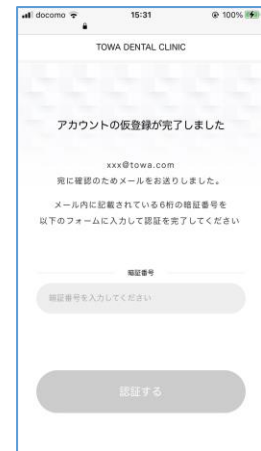 docomo 15:31 100%
TOWA DENTAL CLINIC
アカウントの仮登録が完了しました
xxx@towa.com
宛に確認のためメールをお送りしました。
メール内に記載されている6桁の暗証番号を
以下のフォームに入力して認証を完了してください
暗証番号
暗証番号を入力してください
認証する